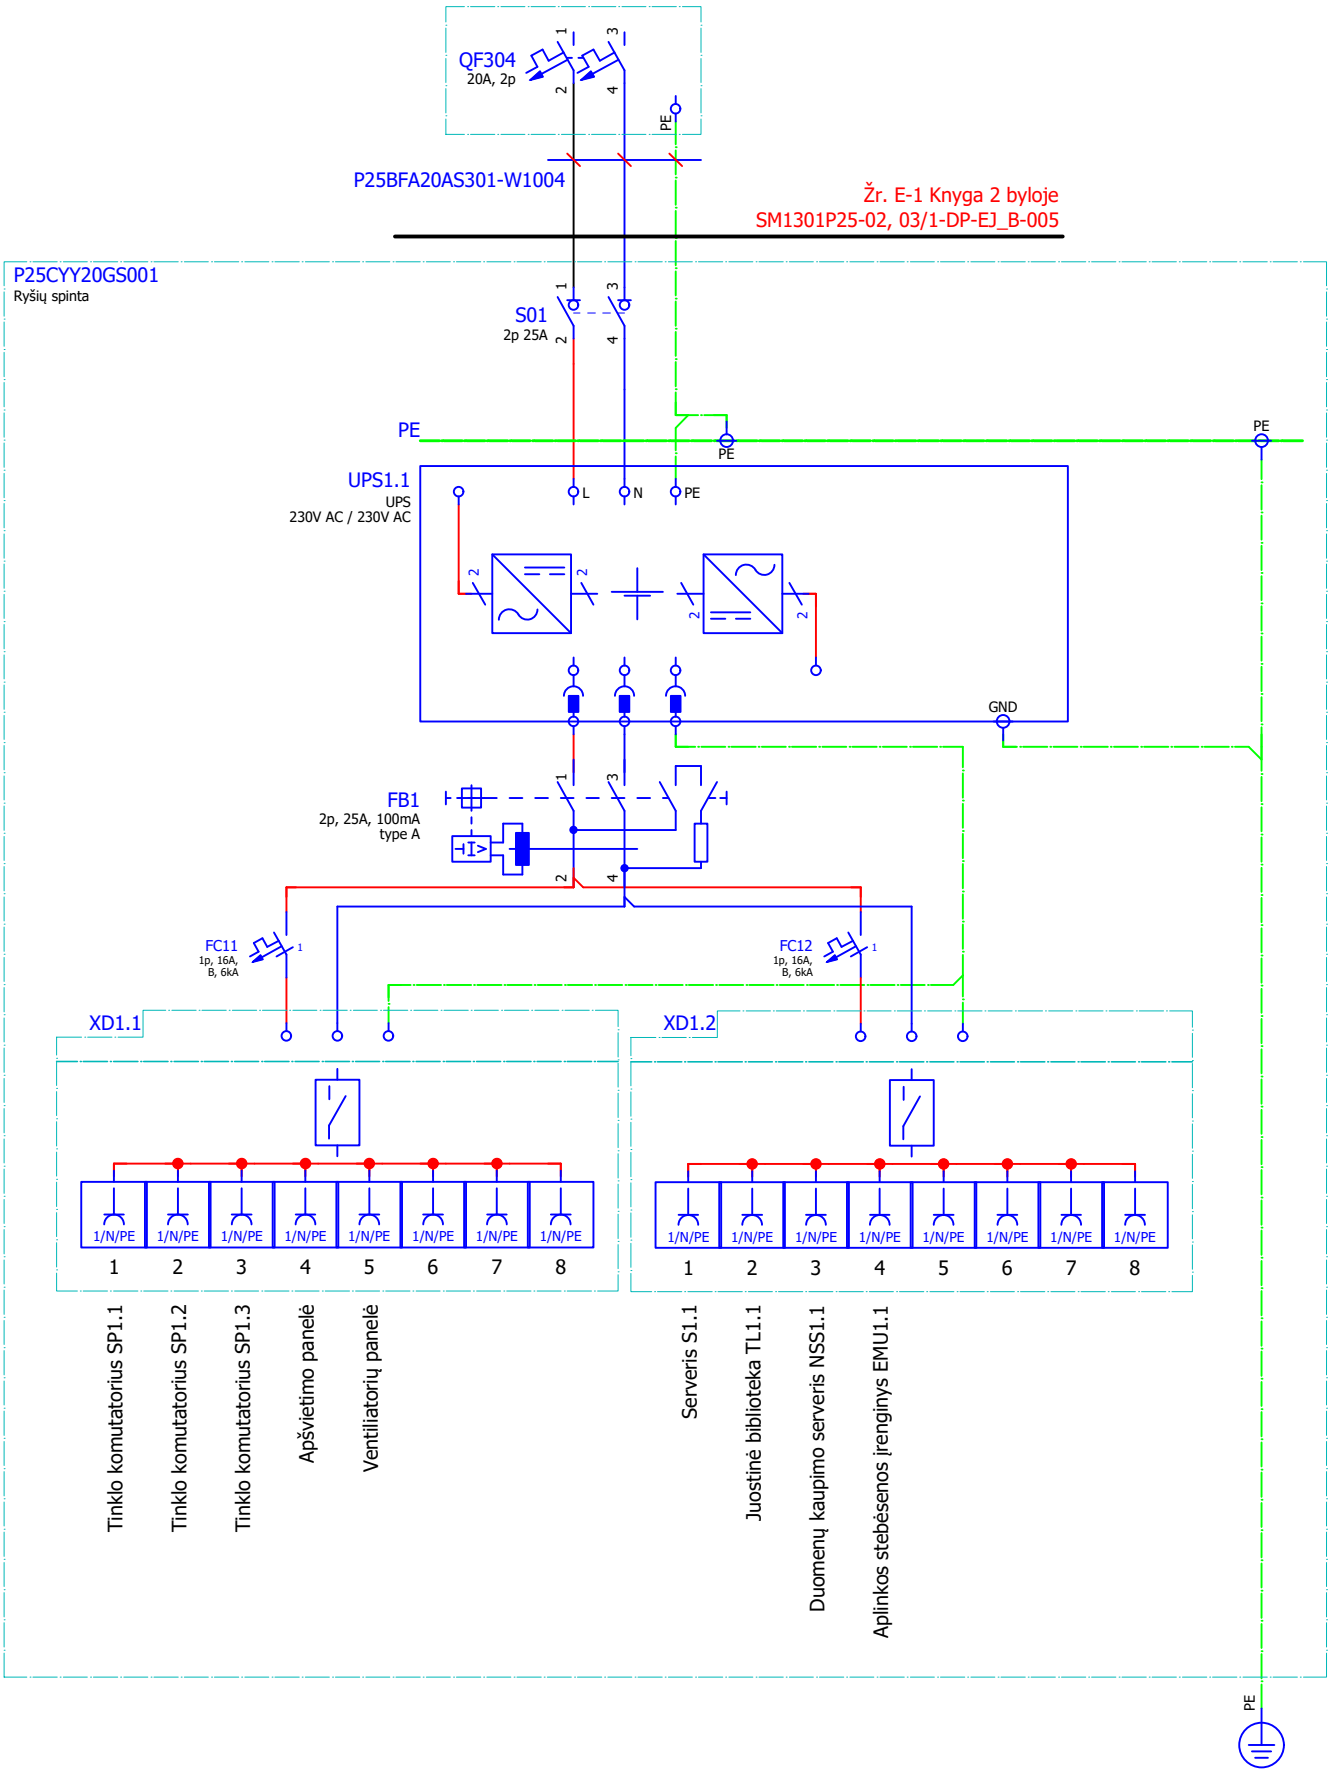 1
3
QF304
20A, 2p
2
4
PE
P25BFA20AS301-W1004
Žr. E-1 Knyga 2 byloje
SM1301P25-02, 03/1-DP-EJ_B-005
P25CYY20GS001
Ryšių spinta
1
3
S01
2p 25A
2
4
PE
PE
PE
UPS1.1
UPS
230V AC / 230V AC
L
N
PE
2
2
2
2
GND
1
3
FB1
2p, 25A, 100mA
type A
I>
2
4
FC11
1p, 16A,
B, 6kA
1
FC12
1p, 16A,
B, 6kA
1
XD1.1
XD1.2
1/N/PE 1/N/PE 1/N/PE 1/N/PE 1/N/PE 1/N/PE 1/N/PE 1/N/PE
1 2 3 4 5 6 7 8
1/N/PE 1/N/PE 1/N/PE 1/N/PE 1/N/PE 1/N/PE 1/N/PE 1/N/PE
1 2 3 4 5 6 7 8
Tinklo komutatorius SP1.1
Tinklo komutatorius SP1.2
Tinklo komutatorius SP1.3
Apšvietimo panelė
Ventiliatorių panelė
Serveris S1.1
Juostinė biblioteka TL1.1
Duomenų kaupimo serveris NSS1.1
Aplinkos stebėsenos įrenginys EMU1.1
PE